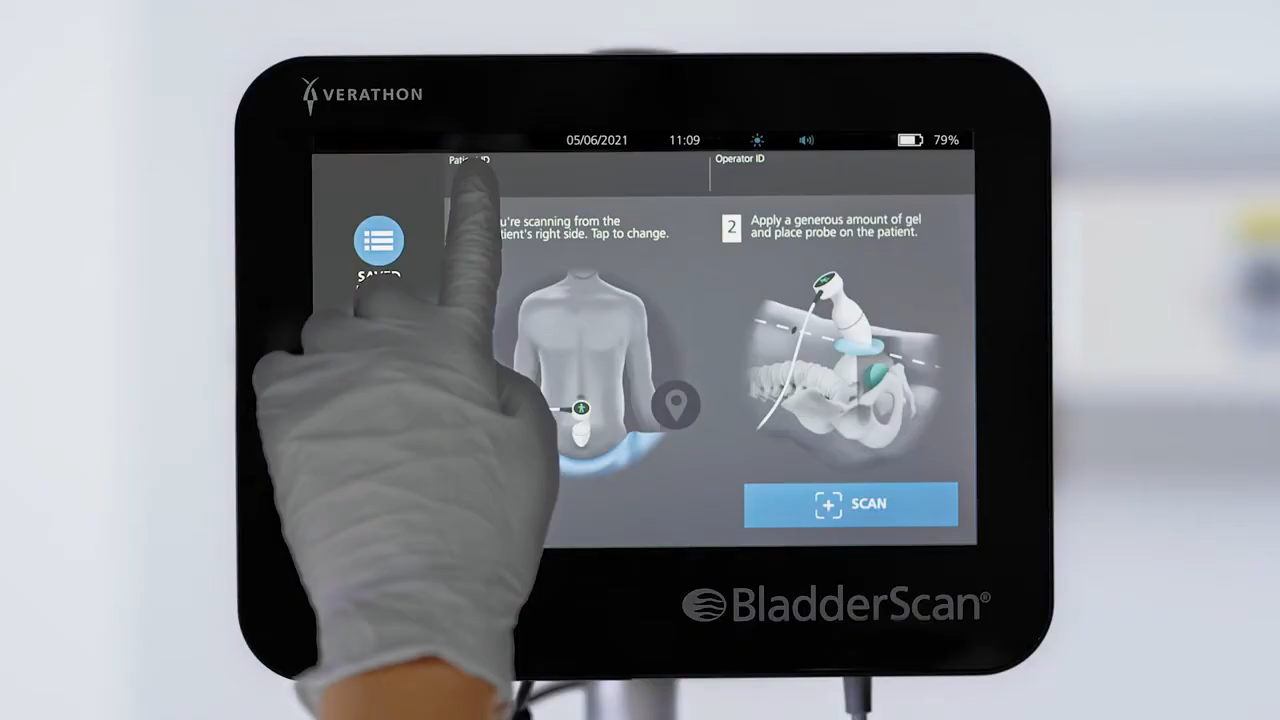 VERATHON
05/06/2021 11:09 79%
Operator ID
're scanning from the
ient's right side. Tap to change.
2 Apply a generous amount of gel
and place probe on the patient.
SCAN
BladderScan®